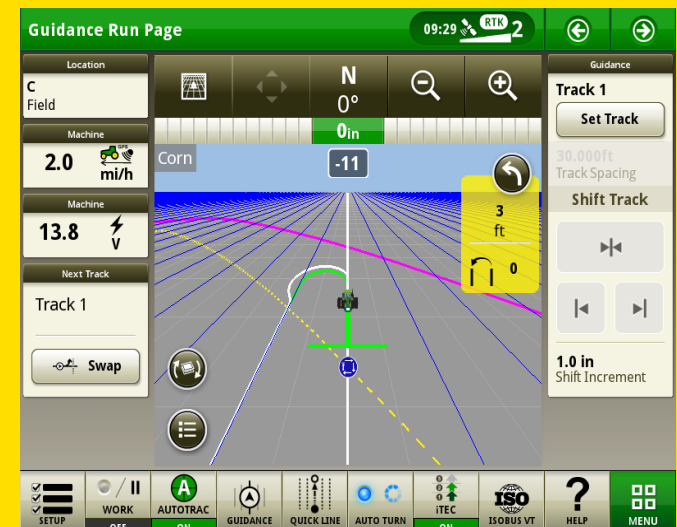 Guidance Run Page
09:29
RTK
2
Location
C
Field
Machine
2.0
GPS
mi/h
Machine
13.8
V
Next Track
Track 1
Swap
N
0°
0in
Corn
-11
3
ft
0
Guidance
Track 1
Set Track
30.000ft
Track Spacing
Shift Track
1.0 in
Shift Increment
SETUP
WORK
OFF
A
AUTOTRAC
ON
GUIDANCE
QUICK LINE
AUTO TURN
iTEC
ON
ISO
ISOBUS VT
?
HELP
MENU